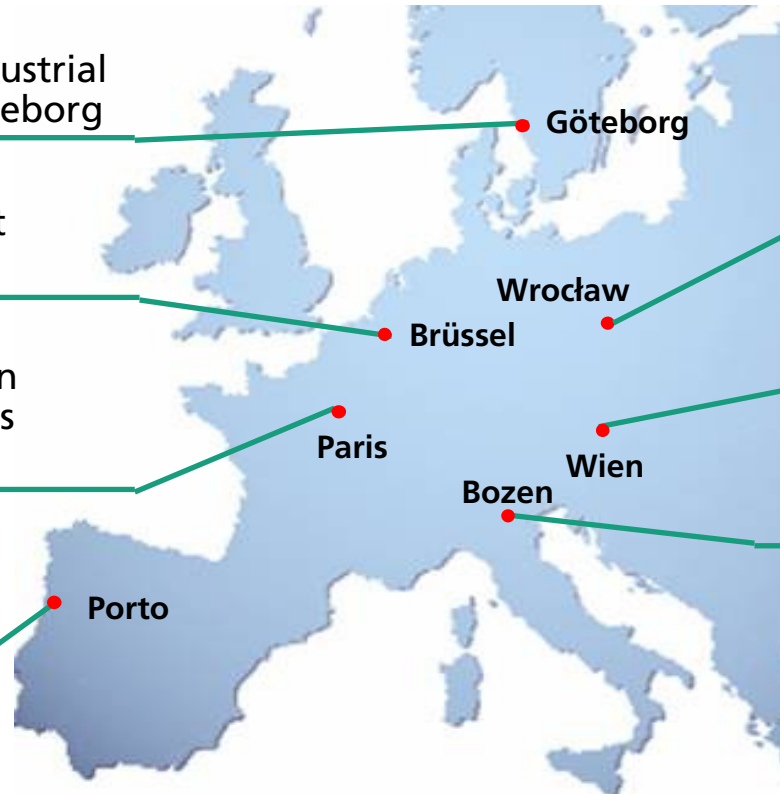 ustrial
eborg
Göteborg
t
Wrocław
Brüssel
n
s
Paris
Wien
Bozen
Porto